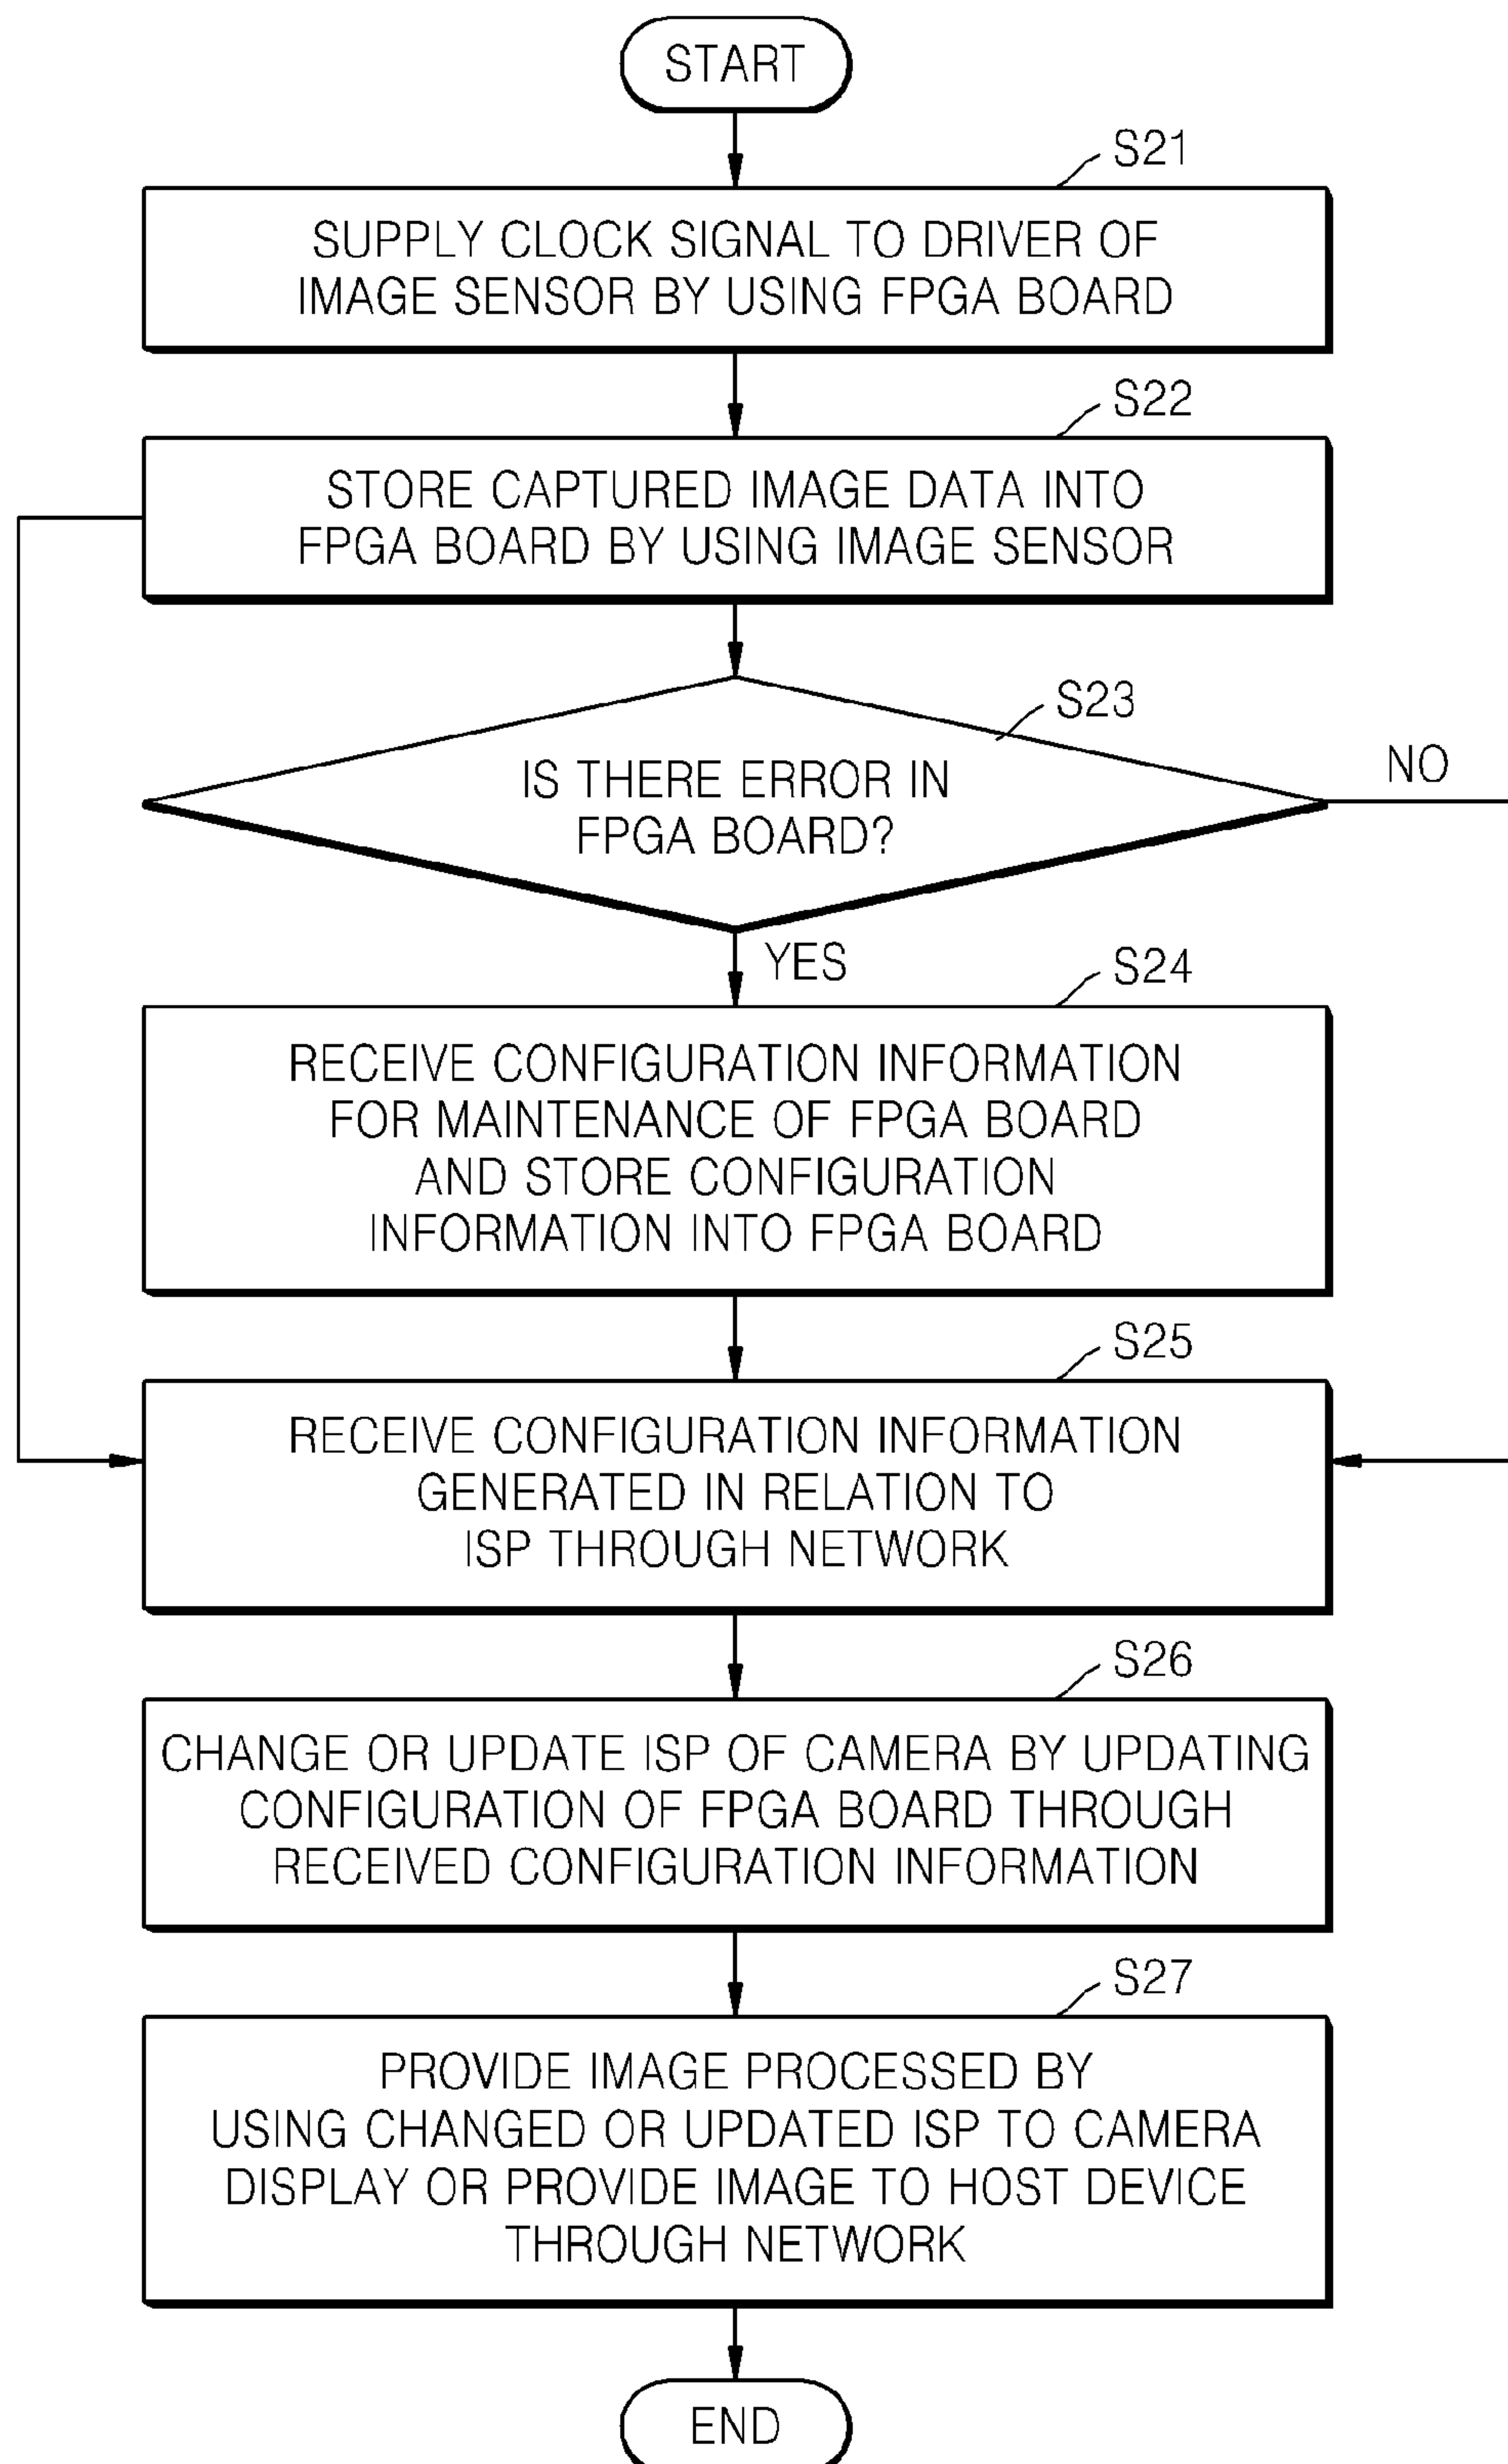 START
S21
SUPPLY CLOCK SIGNAL TO DRIVER OF
IMAGE SENSOR BY USING FPGA BOARD
S22
STORE CAPTURED IMAGE DATA INTO
FPGA BOARD BY USING IMAGE SENSOR
S23
IS THERE ERROR IN
FPGA BOARD?
NO
YES
S24
RECEIVE CONFIGURATION INFORMATION
FOR MAINTENANCE OF FPGA BOARD
AND STORE CONFIGURATION
INFORMATION INTO FPGA BOARD
S25
RECEIVE CONFIGURATION INFORMATION
GENERATED IN RELATION TO
ISP THROUGH NETWORK
S26
CHANGE OR UPDATE ISP OF CAMERA BY UPDATING
CONFIGURATION OF FPGA BOARD THROUGH
RECEIVED CONFIGURATION INFORMATION
S27
PROVIDE IMAGE PROCESSED BY
USING CHANGED OR UPDATED ISP TO CAMERA
DISPLAY OR PROVIDE IMAGE TO HOST DEVICE
THROUGH NETWORK
END